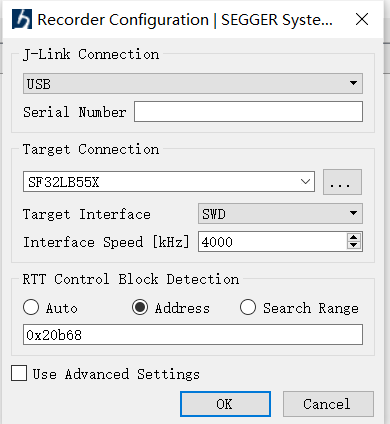 Recorder Configuration | SEGGER Syste...
J-Link Connection
USB
Serial Number
Target Connection
SF32LB55X
...
Target Interface SWD
Interface Speed [kHz] 4000
RTT Control Block Detection
Auto Address Search Range
0x20b68
Use Advanced Settings
OK Cancel